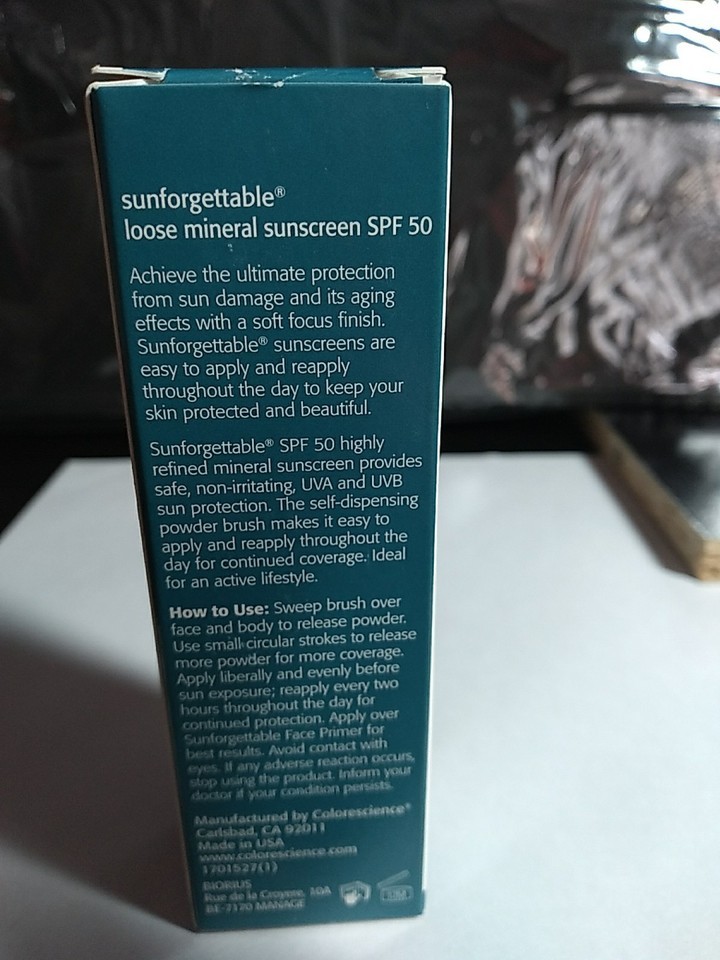 sunforgettable®
loose mineral sunscreen SPF 50
Achieve the ultimate protection
from sun damage and its aging
effects with a soft focus finish.
Sunforgettable® sunscreens are
easy to apply and reapply
throughout the day to keep your
skin protected and beautiful.
Sunforgettable® SPF 50 highly
refined mineral sunscreen provides
safe, non-irritating, UVA and UVB
sun protection. The self-dispensing
powder brush makes it easy to
apply and reapply throughout the
day for continued coverage. Ideal
for an active lifestyle.
How to Use: Sweep brush over
face and body to release powder.
Use small circular strokes to release
more powder for more coverage.
Apply liberally and evenly before
sun exposure; reapply every two
hours throughout the day for
continued protection. Apply over
Sunforgettable Face Primer for
best results. Avoid contact with
eyes. If any adverse reaction occurs,
stop using the product. Inform your
doctor if your condition persists.
Manufactured by Colorescience®
Carlsbad, CA 92011
Made in USA
www.colorescience.com
1701527(1)
BIORIUS
Rue de la Croyere, 10A
BE-7170 MANAGE